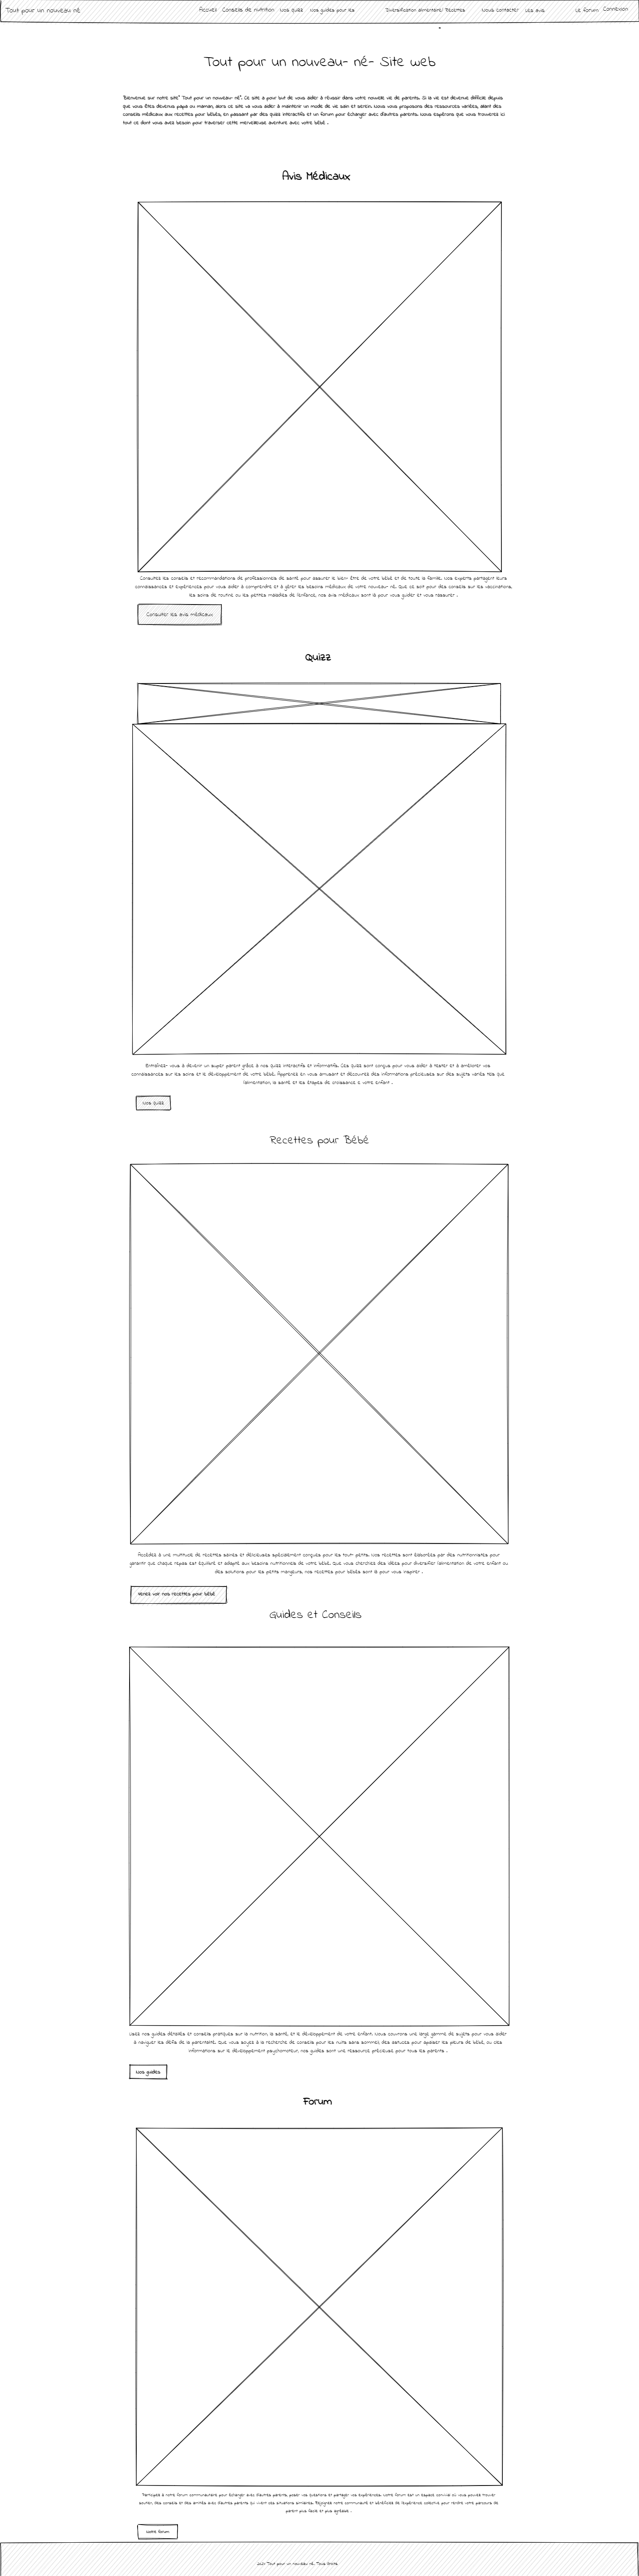 Tout pour un nouveau né
Accueil Conseils de nutrition Nos quizz Nos guides pour les Diversification alimentaire/ Recettes Nous contacter Les avis Le Forum Connexion
Tout pour un nouveau- né- Site web
Bienvenue sur notre site" Tout pour un nouveau- né". Ce site a pour but de vous aider à réussir dans votre nouvelle vie de parents. Si la vie est devenue difficile depuis
que vous êtes devenus papa ou maman, alors ce site va vous aider à maintenir un mode de vie sain et serein. Nous vous proposons des ressources variées, allant des
conseils médicaux aux recettes pour bébés, en passant par des quizz interactifs et un forum pour échanger avec d'autres parents. Nous espérons que vous trouverez ici
tout ce dont vous avez besoin pour traverser cette merveilleuse aventure avec votre bébé .
Avis Médicaux
Consultez les conseils et recommandations de professionnels de santé pour assurer le bien- être de votre bébé et de toute la famille. Nos experts partagent leurs
connaissances et expériences pour vous aider à comprendre et à gérer les besoins médicaux de votre nouveau- né. Que ce soit pour des conseils sur les vaccinations,
les soins de routine ou les petites maladies de l'enfance, nos avis médicaux sont là pour vous guider et vous rassurer .
Consulter les avis médicaux
Quizz
Entraînez- vous à devenir un super parent grâce à nos quizz interactifs et informatifs. Ces quizz sont conçus pour vous aider à tester et à améliorer vos
connaissances sur les soins et le développement de votre bébé. Apprenez en vous amusant et découvrez des informations précieuses sur des sujets variés tels que
l'alimentation, la santé et les étapes de croissance e votre enfant .
Nos quizz
Recettes pour Bébé
Accédez à une multitude de recettes saines et délicieuses spécialement conçues pour les tout- petits. Nos recettes sont élaborées par des nutritionnistes pour
garantir que chaque repas est équilibré et adapté aux besoins nutritionnels de votre bébé. Que vous cherchiez des idées pour diversifier l'alimentation de votre enfant ou
des solutions pour les petits mangeurs, nos recettes pour bébés sont là pour vous inspirer .
Venez voir nos recettes pour bébé
Guides et Conseils
Lisez nos guides détaillés et conseils pratiques sur la nutrition, la santé, et le développement de votre enfant. Nous couvrons une large gamme de sujets pour vous aider
à naviguer les défis de la parentalité. Que vous soyez à la recherche de conseils pour les nuits sans sommeil, des astuces pour apaiser les pleurs de bébé, ou des
informations sur le développement psychomoteur, nos guides sont une ressource précieuse pour tous les parents .
Nos guides
Forum
Participez à notre forum communautaire pour échanger avec d'autres parents, poser vos questions et partager vos expériences. Notre forum est un espace convivial où vous pouvez trouver
soutien, des conseils et des amitiés avec d'autres parents qui vivent des situations similaires. Rejoignez notre communauté et bénéficiez de l'expérience collective pour rendre votre parcours de
parent plus facile et plus agréable .
Notre forum
Tout pour un nouveau né. Tous droits